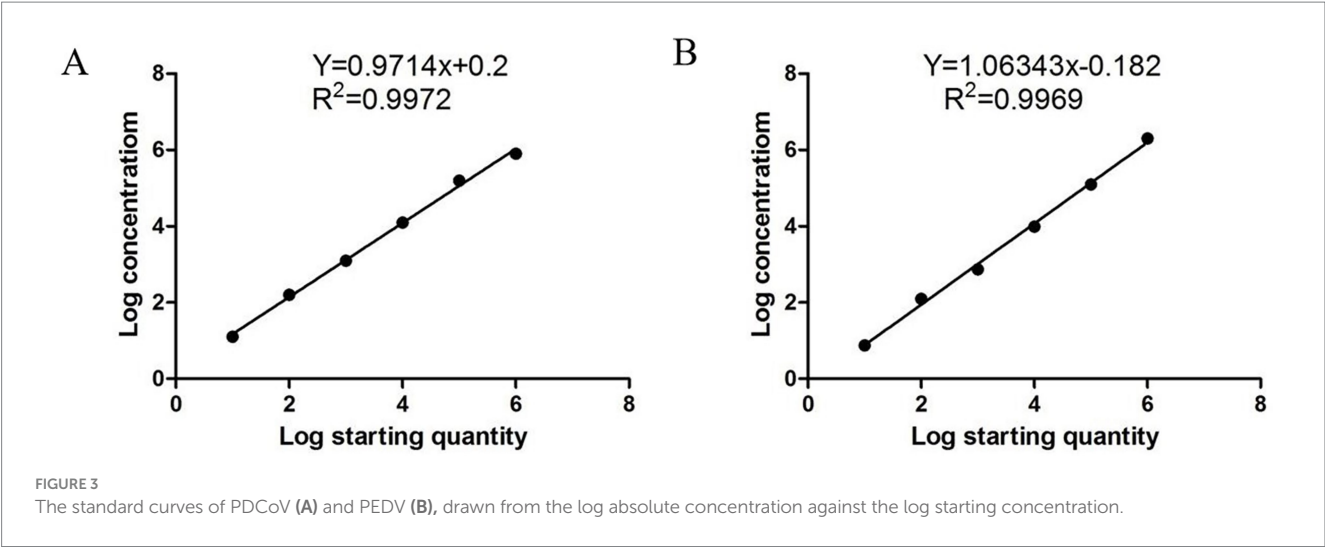 A
Y=0.9714x+0.2
R²=0.9972
8
6
4
2
0
Log concentratiom
0 2 4 6 8
Log starting quantity
B
Y=1.06343x-0.182
R²=0.9969
8
6
4
2
0
Log concentratiom
0 2 4 6 8
Log starting quantity
FIGURE 3
The standard curves of PDCoV (A) and PEDV (B), drawn from the log absolute concentration against the log starting concentration.